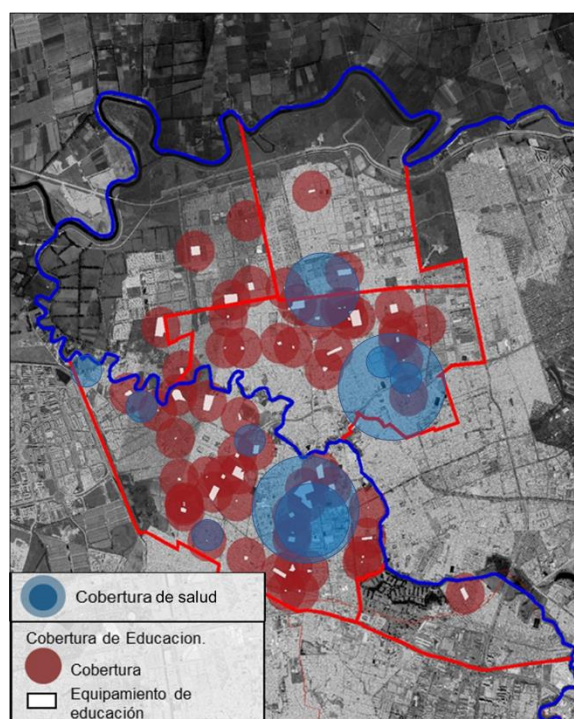 Cobertura de salud
Cobertura de Educacion.
Cobertura
Equipamiento de
educación